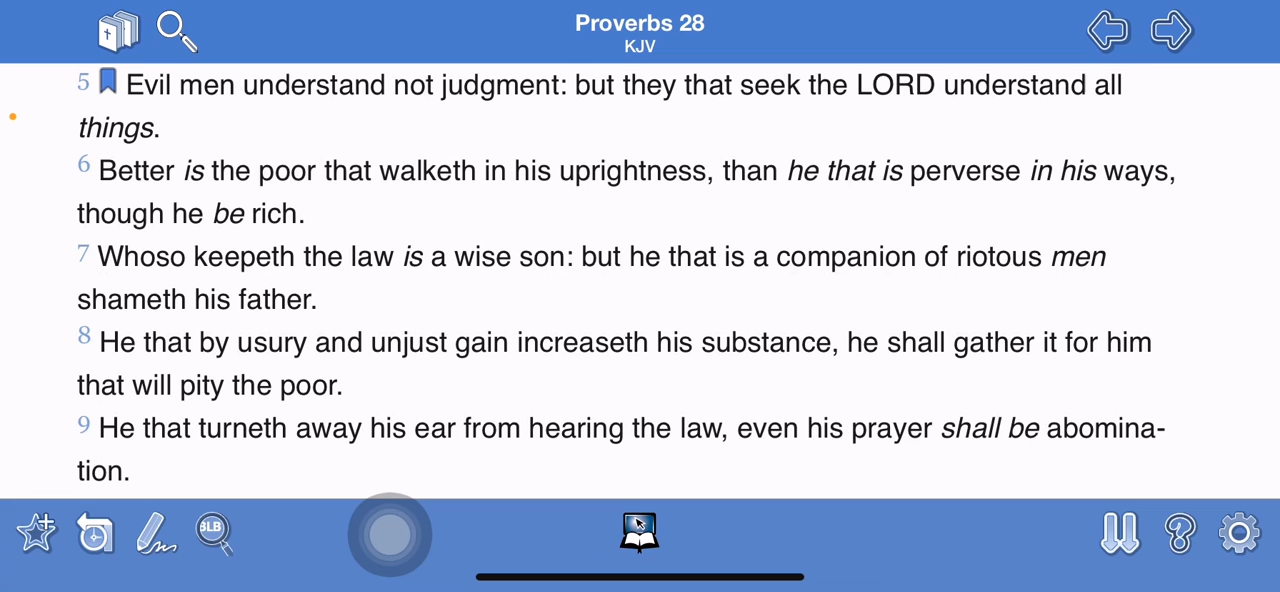 Proverbs 28
KJV
5 Evil men understand not judgment: but they that seek the LORD understand all
things.
6 Better is the poor that walketh in his uprightness, than he that is perverse in his ways,
though he be rich.
7 Whoso keepeth the law is a wise son: but he that is a companion of riotous men
shameth his father.
8 He that by usury and unjust gain increaseth his substance, he shall gather it for him
that will pity the poor.
9 He that turneth away his ear from hearing the law, even his prayer shall be abomina-
tion.
BLB